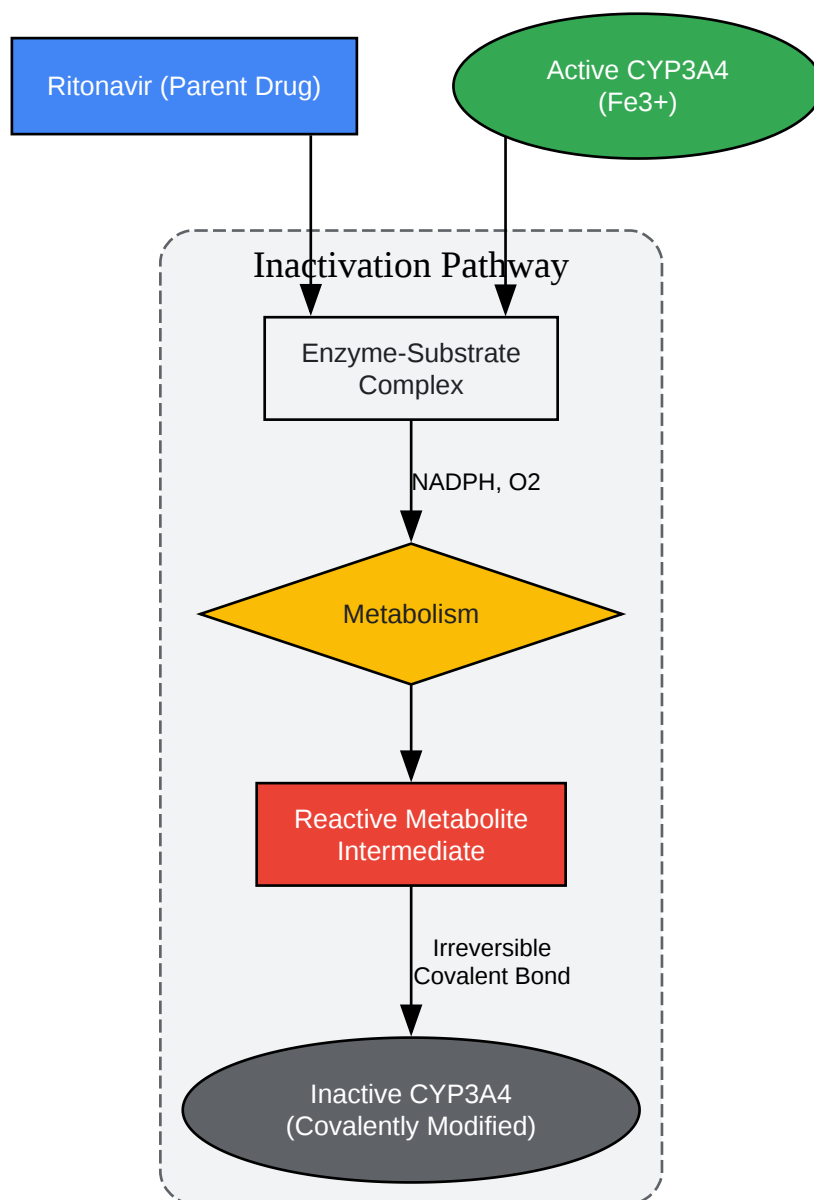 Ritonavir (Parent Drug)
Active CYP3A4
(Fe3+)
Inactivation Pathway
Enzyme-Substrate
Complex
NADPH, O2
Metabolism
Reactive Metabolite
Intermediate
Irreversible
Covalent Bond
Inactive CYP3A4
(Covalently Modified)